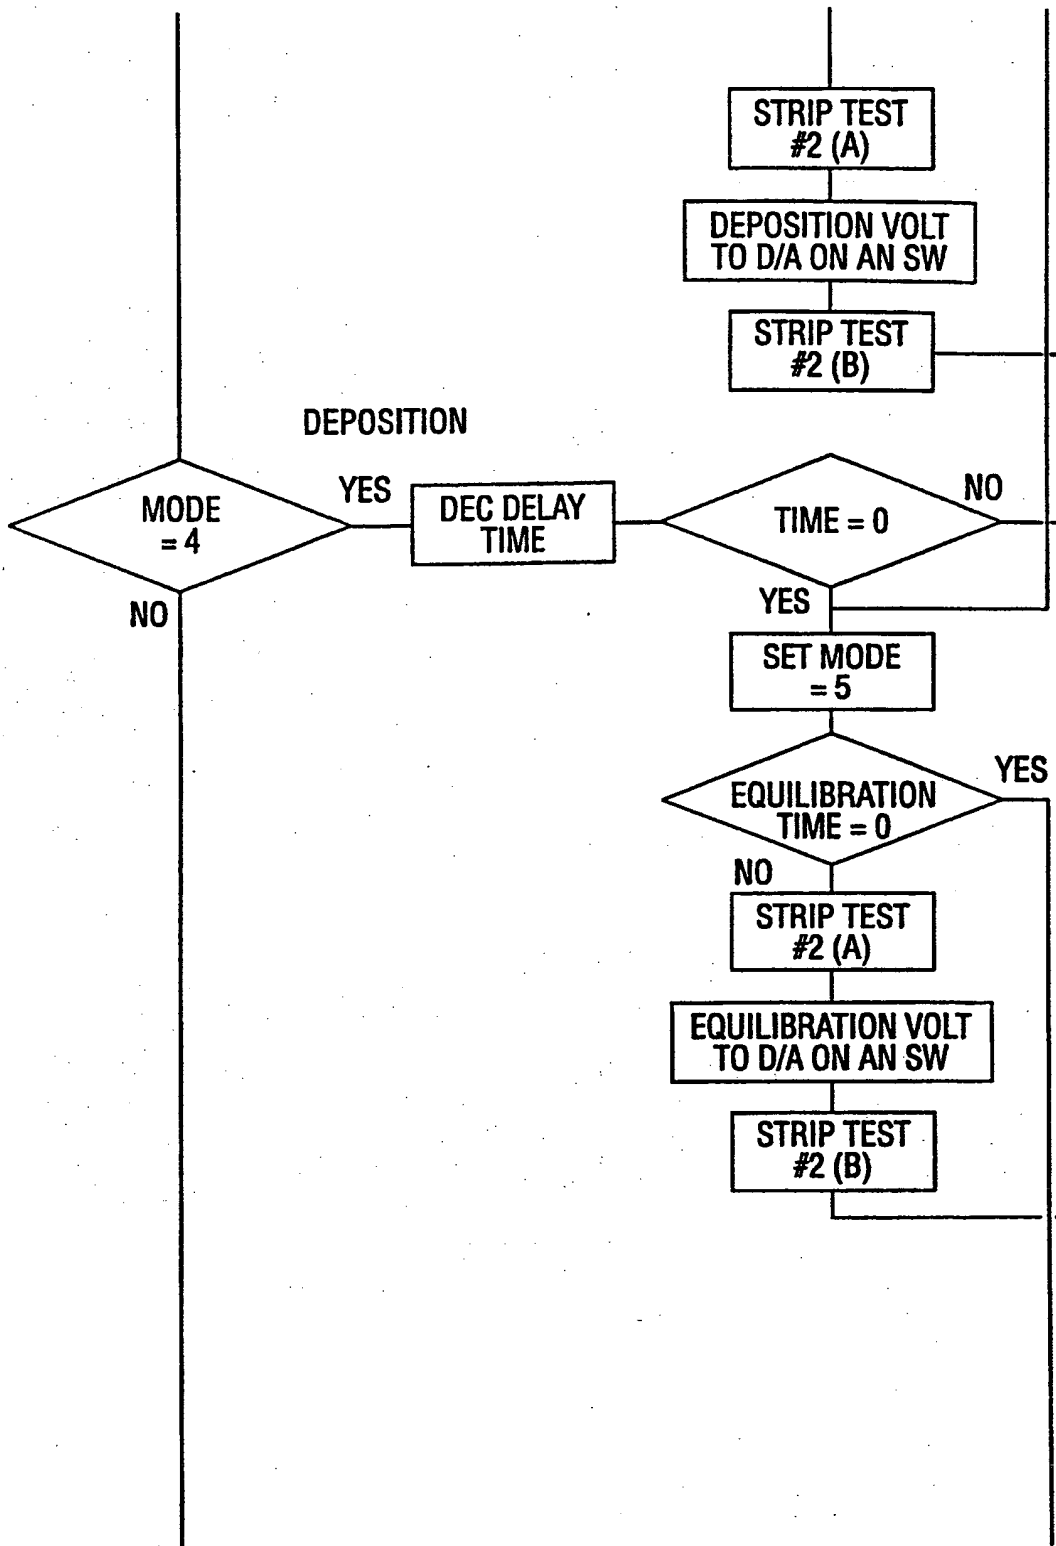 STRIP TEST
#2 (A)
DEPOSITION VOLT
TO D/A ON AN SW
STRIP TEST
#2 (B)
DEPOSITION
MODE
= 4
YES
DEC DELAY
TIME
TIME = 0
NO
NO
YES
SET MODE
= 5
EQUILIBRATION
TIME = 0
YES
NO
STRIP TEST
#2 (A)
EQUILIBRATION VOLT
TO D/A ON AN SW
STRIP TEST
#2 (B)